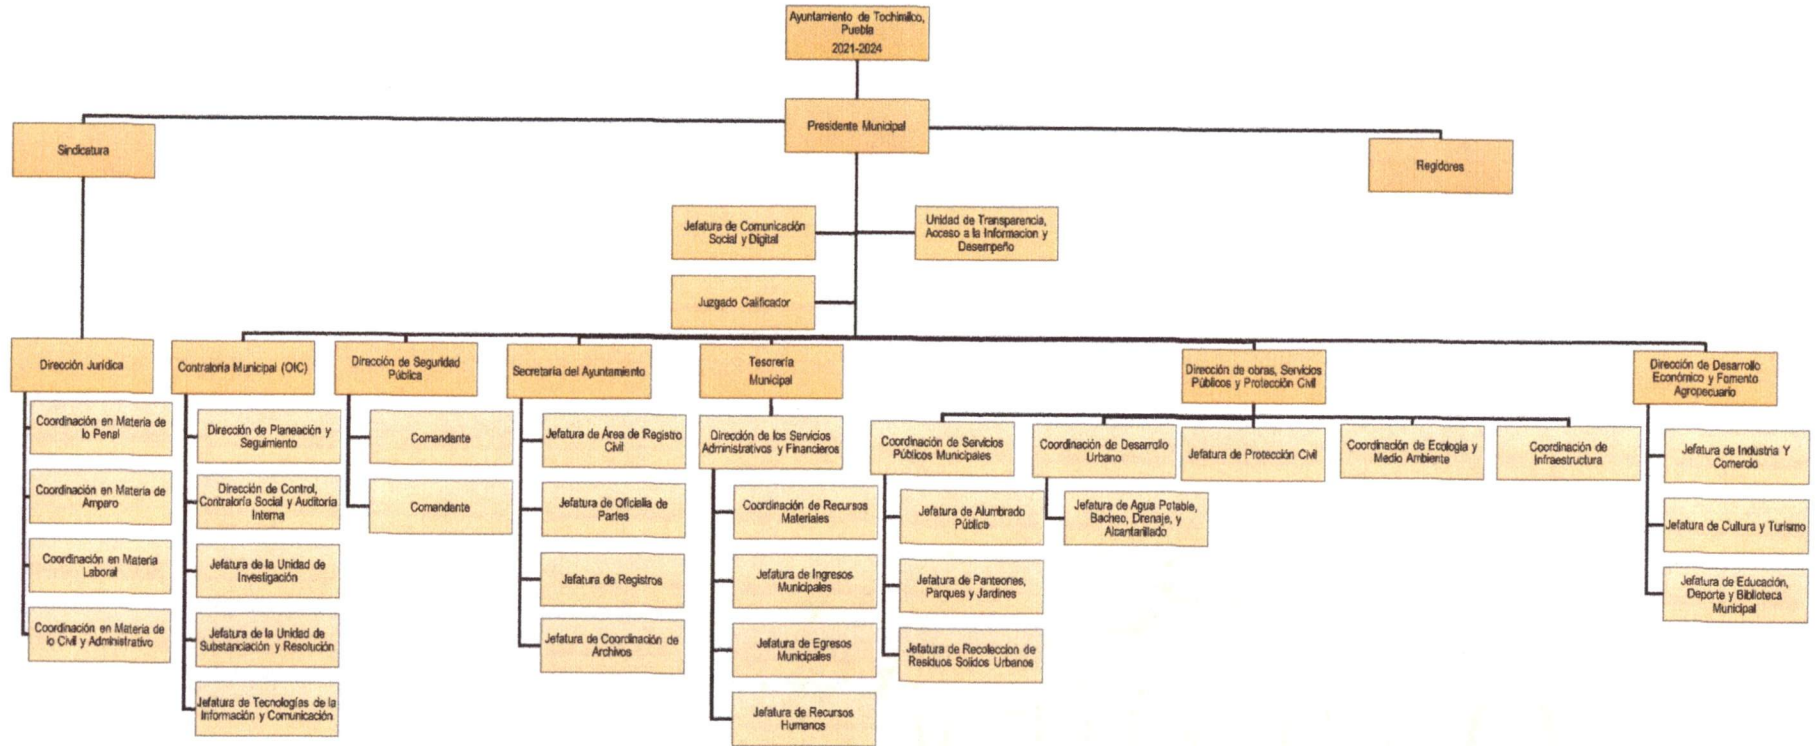 Ayuntamiento de Tochimilco,
Puebla
2021-2024
Presidente Municipal
Sindicatura
Regidores
Jefatura de Comunicación
Social y Digital
Unidad de Transparencia,
Acceso a la Informacion y
Desempeño
Juzgado Calificador
Dirección Jurídica
Coordinación en Materia de
lo Penal
Coordinación en Materia de
Amparo
Coordinación en Materia
Laboral
Coordinación en Materia de
lo Civil y Administrativo
Contraloría Municipal (OIC)
Dirección de Planeación y
Seguimiento
Dirección de Control,
Contraloría Social y Auditoria
Interna
Jefatura de la Unidad de
Investigación
Jefatura de la Unidad de
Substanciación y Resolución
Jefatura de Tecnologías de la
Información y Comunicación
Dirección de Seguridad
Pública
Comandante
Comandante
Secretaría del Ayuntamiento
Jefatura de Área de Registro
Civil
Jefatura de Oficialia de
Partes
Jefatura de Registros
Jefatura de Coordinación de
Archivos
Tesorería
Municipal
Dirección de los Servicios
Administrativos y Financieros
Coordinación de Recursos
Materiales
Jefatura de Ingresos
Municipales
Jefatura de Egresos
Municipales
Jefatura de Recursos
Humanos
Dirección de obras, Servicios
Públicos y Protección Civil
Coordinación de Servicios
Públicos Municipales
Jefatura de Alumbrado
Público
Jefatura de Panteones,
Parques y Jardines
Jefatura de Recoleccion de
Residuos Solidos Urbanos
Coordinación de Desarrollo
Urbano
Jefatura de Agua Potable,
Bacheo, Drenaje, y
Alcantarillado
Jefatura de Protección Civil
Coordinación de Ecología y
Medio Ambiente
Coordinación de
Infraestructura
Dirección de Desarrollo
Económico y Fomento
Agropecuario
Jefatura de Industria Y
Comercio
Jefatura de Cultura y Turismo
Jefatura de Educación,
Deporte y Biblioteca
Municipal